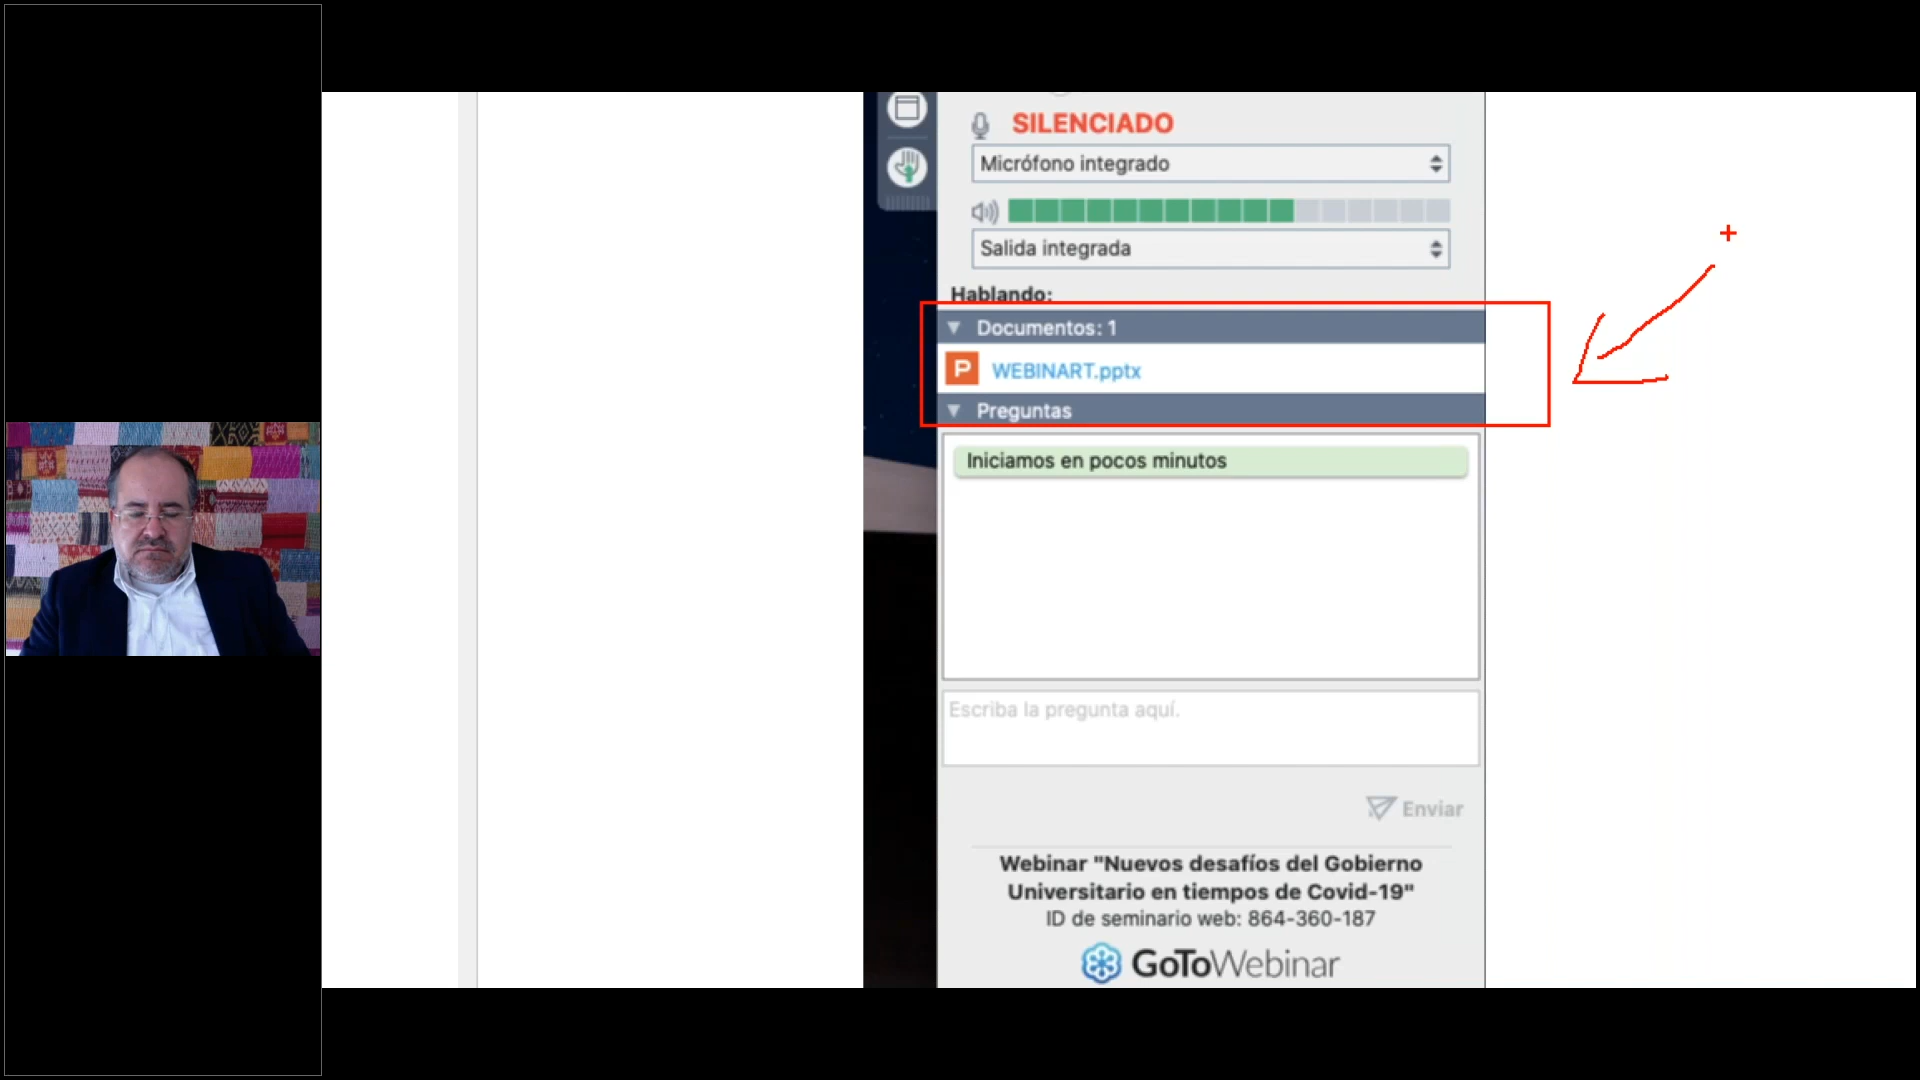 SILENCIADO
Micrófono integrado
Salida integrada
Hablando:
Documentos: 1
P WEBINART.pptx
Preguntas
Iniciamos en pocos minutos
Escriba la pregunta aquí.
Enviar
Webinar "Nuevos desafíos del Gobierno
Universitario en tiempos de Covid-19"
ID de seminario web: 864-360-187
GoToWebinar